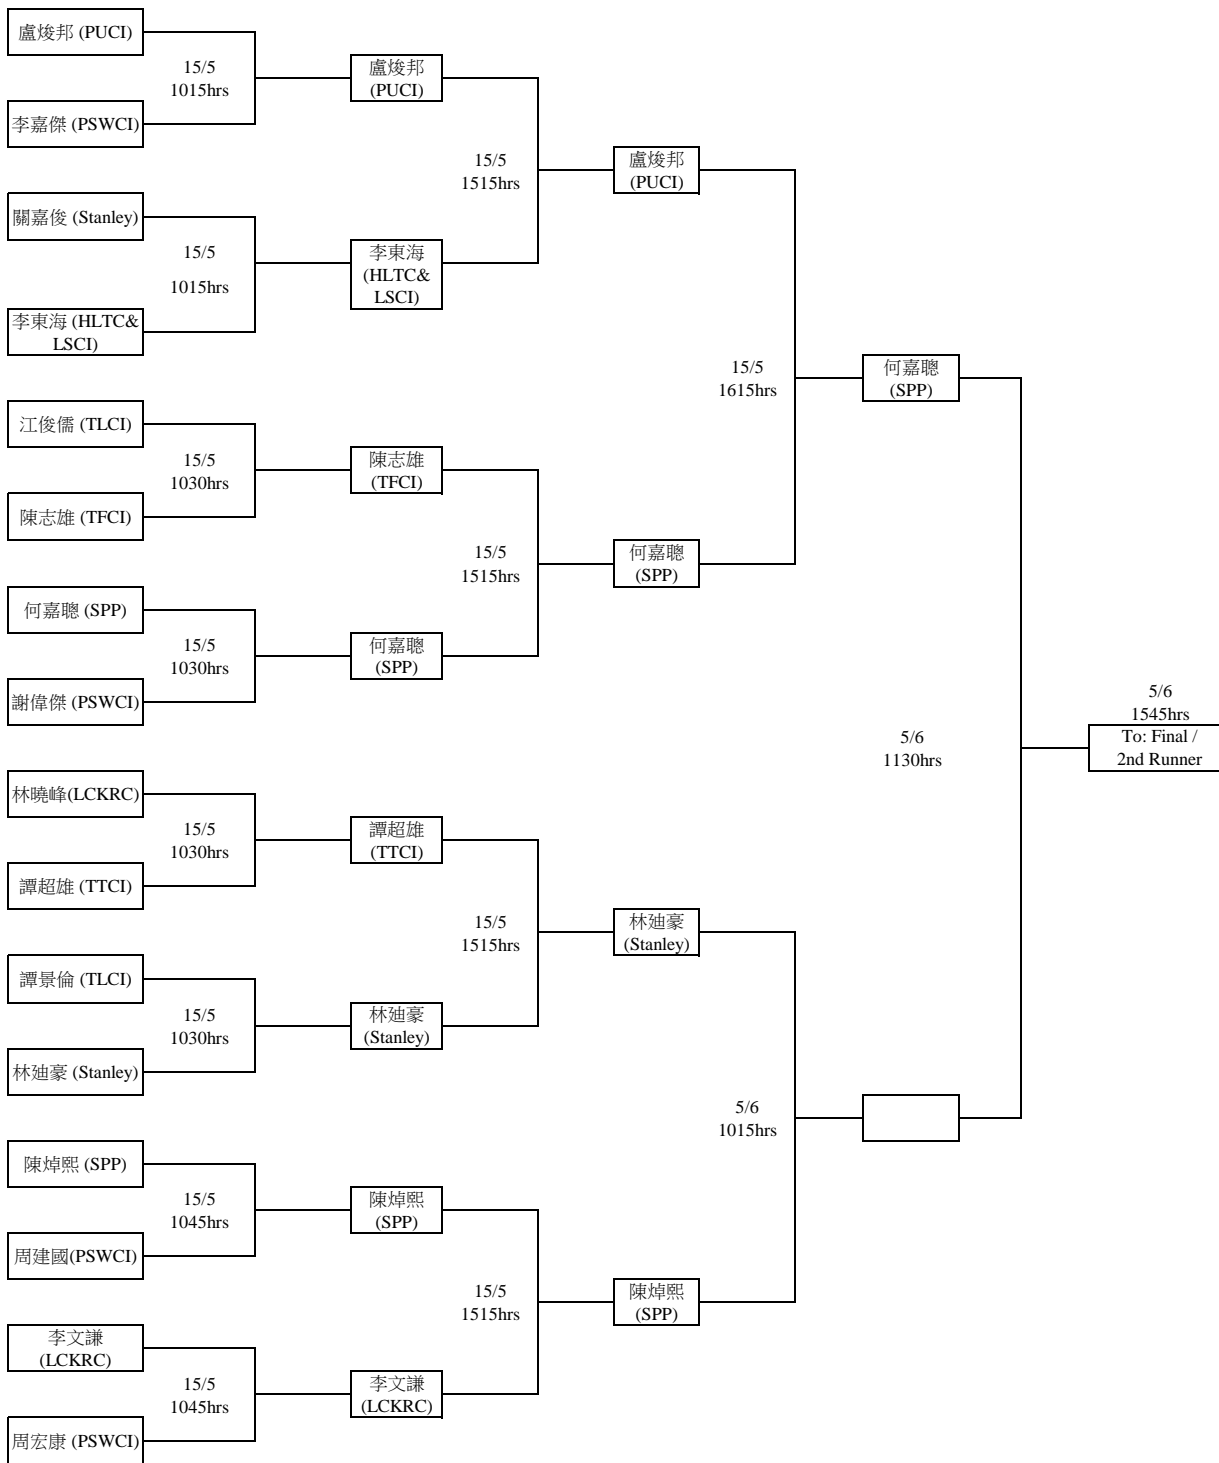 盧焌邦 (PUCI)
15/5
1015hrs
李嘉傑 (PSWCI)
關嘉俊 (Stanley)
15/5
1015hrs
李東海 (HLTC&
LSCI)
江俊儒 (TLCI)
15/5
1030hrs
陳志雄 (TFCI)
何嘉聰 (SPP)
15/5
1030hrs
謝偉傑 (PSWCI)
林曉峰(LCKRC)
15/5
1030hrs
譚超雄 (TTCI)
譚景倫 (TLCI)
15/5
1030hrs
林廸豪 (Stanley)
陳焯熙 (SPP)
15/5
1045hrs
周建國(PSWCI)
李文謙
(LCKRC)
15/5
1045hrs
周宏康 (PSWCI)
盧焌邦
(PUCI)
15/5
1515hrs
李東海
(HLTC&
LSCI)
陳志雄
(TFCI)
15/5
1515hrs
何嘉聰
(SPP)
譚超雄
(TTCI)
15/5
1515hrs
林廸豪
(Stanley)
陳焯熙
(SPP)
15/5
1515hrs
李文謙
(LCKRC)
盧焌邦
(PUCI)
15/5
1615hrs
何嘉聰
(SPP)
林廸豪
(Stanley)
5/6
1015hrs
陳焯熙
(SPP)
何嘉聰
(SPP)
5/6
1130hrs
5/6
1545hrs
To: Final /
2nd Runner